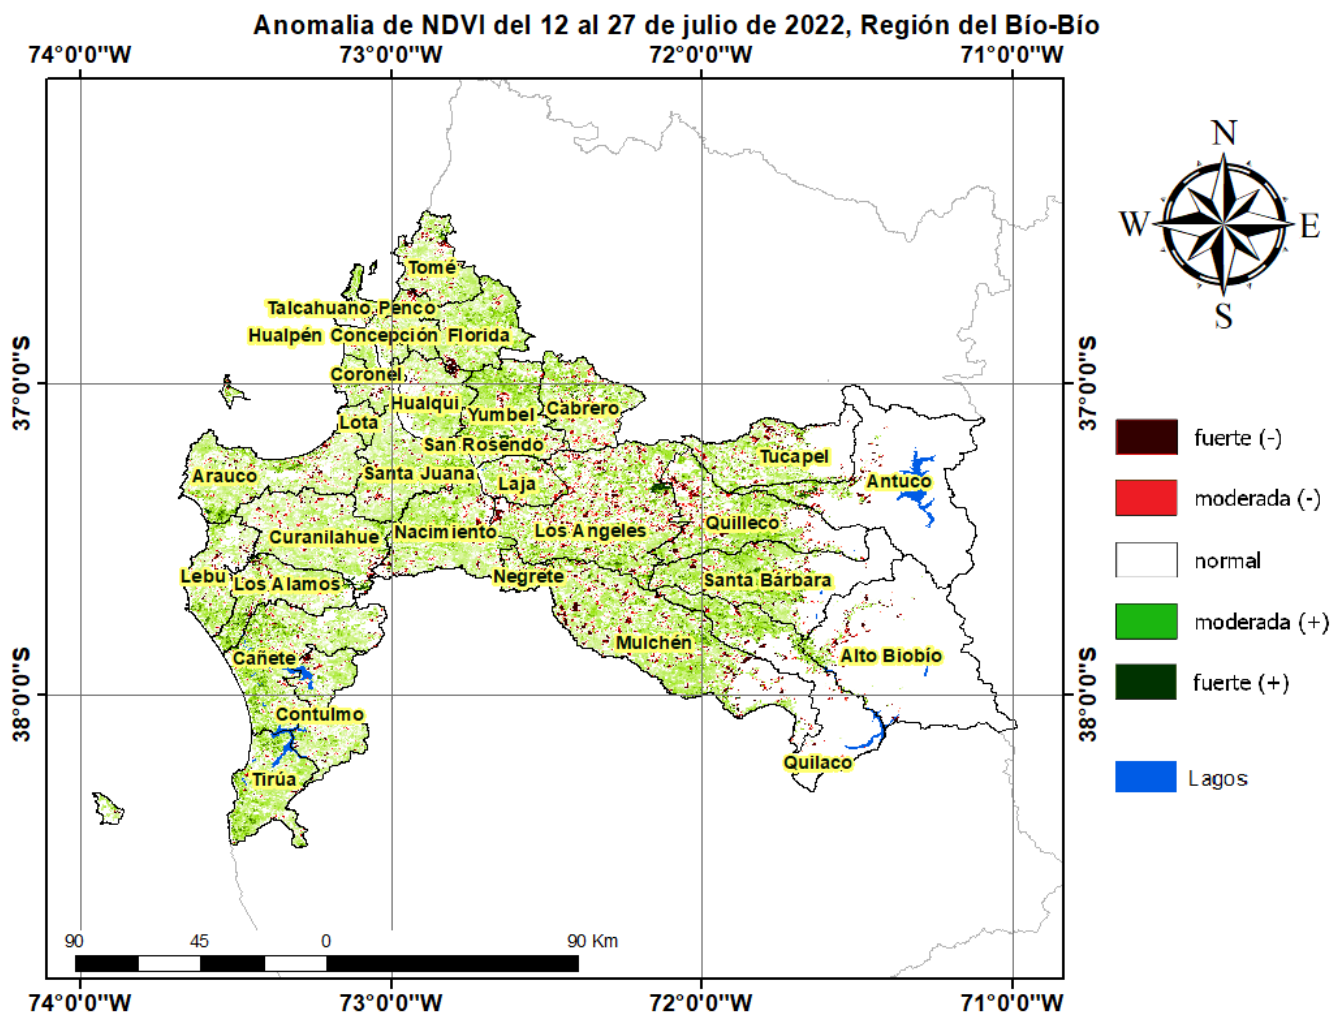 Anomalia de NDVI del 12 al 27 de julio de 2022, Región del Bío-Bío
74°0'0"W 73°0'0"W 72°0'0"W 71°0'0"W
N
W E
S
Tomé
Talcahuano Penco
Hualpén Concepción Florida
Coronel
37°0'0"S 37°0'0"S
Hualqui Yumbel Cabrero
Lota
San Rosendo
fuerte (-)
Tucapel
Arauco Santa Juana Laja Antuco
moderada (-)
Curanilahue Nacimiento Los Angeles Quilleco
normal
Lebu Los Alamos Negrete Santa Bárbara
moderada (+)
Mulchén
Cañete Alto Biobío
fuerte (+)
38°0'0"S 38°0'0"S
Contulmo
Quilaco
Tirúa
Lagos
90 45 0 90 Km
74°0'0"W 73°0'0"W 72°0'0"W 71°0'0"W